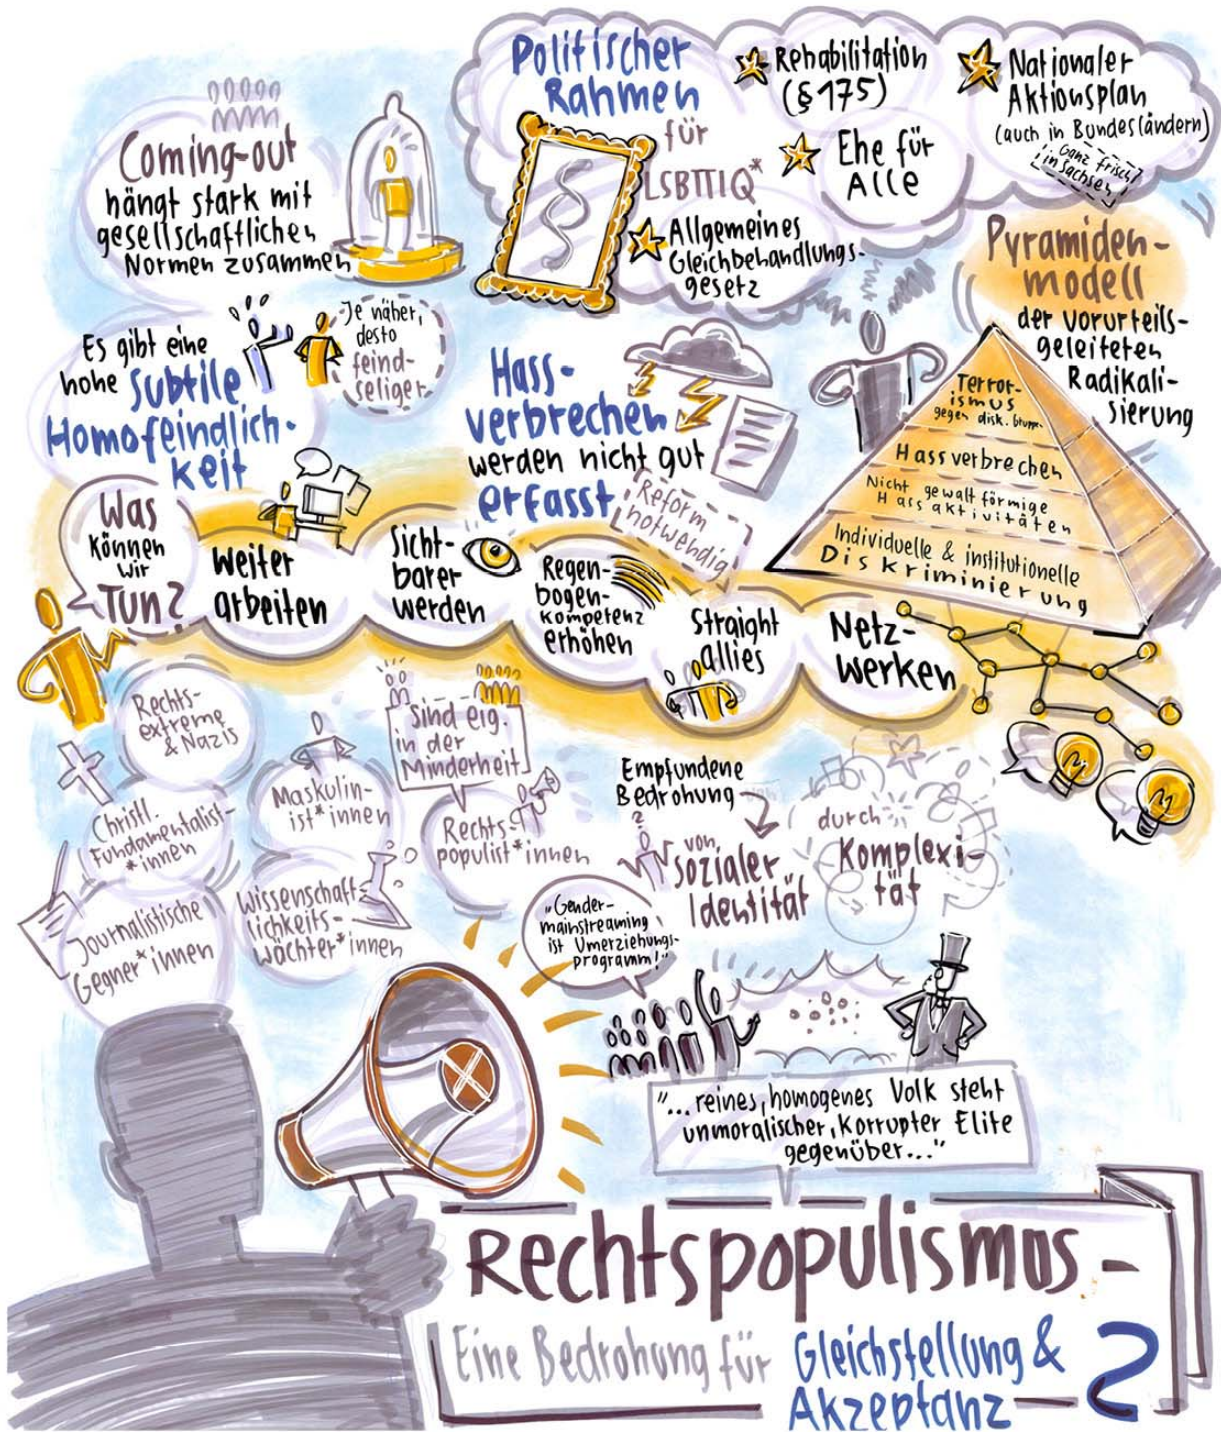 Politischer
Rahmen
für
LSBTTIQ*
Rehabilitation
(§175)
Nationaler
Aktionsplan
(auch in Bundesländern)
Ganz frisch
in Sachsen!
Ehe für
Alle
Allgemeines
Gleichbehandlungs-
gesetz
Coming-out
hängt stark mit
gesellschaftlichen
Normen zusammen
Es gibt eine
hohe subtile
Homofeindlich-
keit
Je näher,
desto
feind-
seliger
Hass-
verbrechen
werden nicht gut
erfasst
Reform
notwendig
Pyramiden-
modell
der vorurteils-
geleiteten
Radikali-
sierung
Terror-
ismus
gegen disk. Gruppen
Hassverbrechen
Nicht gewaltförmige
Hassaktivitäten
Individuelle & institutionelle
Diskriminierung
Was
können
wir
TUN?
Weiter
arbeiten
Sicht-
barer
werden
Regen-
bogen-
kompetenz
erhöhen
Straight
allies
Netz-
werken
Rechts-
extreme
& Nazis
Christl.
Fundamentalist-
*innen
Journalistische
Gegner*innen
Maskulin-
ist*innen
Wissenschaft-
lichkeits-
wächter*innen
Sind eig.
in der
Minderheit
Rechts-
populist*innen
Empfundene
Bedrohung
von
sozialer
Identität
durch
Komplexi-
tät
„Gender-
mainstreaming
ist Umerziehungs-
programm!"
"...reines, homogenes Volk steht
unmoralischer, korrupter Elite
gegenüber..."
Rechtspopulismus -
Eine Bedrohung für Gleichstellung &
Akzeptanz ?